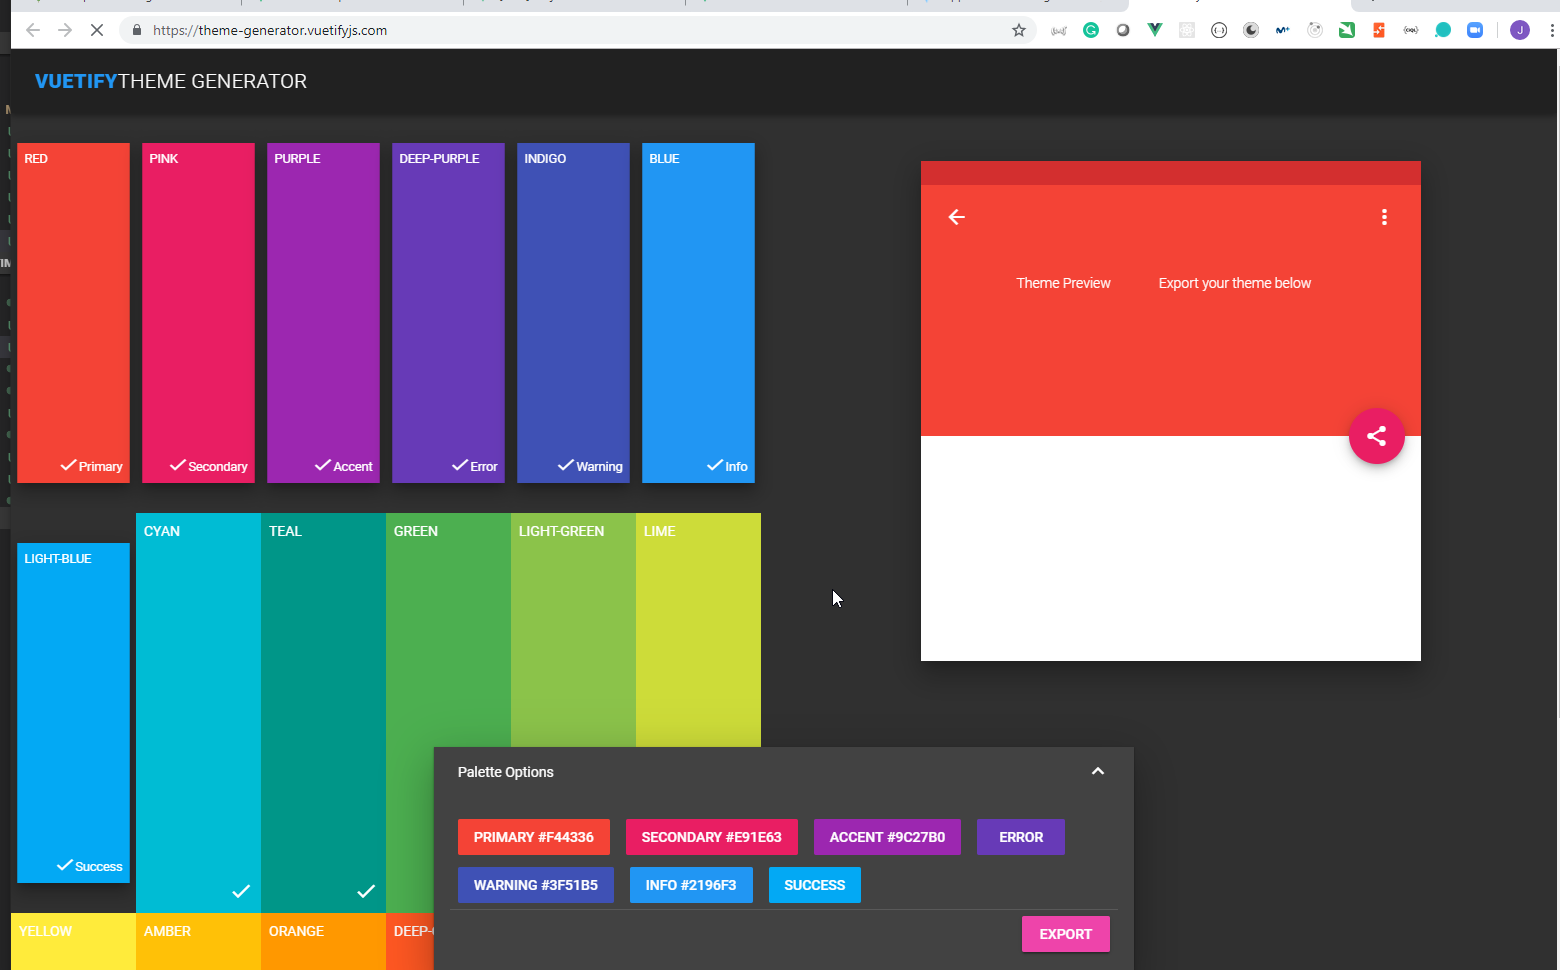 https://theme-generator.vuetifyjs.com
J
VUETIFYTHEME GENERATOR
RED
PINK
PURPLE
DEEP-PURPLE
INDIGO
BLUE
Primary
Secondary
Accent
Error
Warning
Info
Theme Preview
Export your theme below
LIGHT-BLUE
CYAN
TEAL
GREEN
LIGHT-GREEN
LIME
Success
YELLOW
AMBER
ORANGE
Palette Options
PRIMARY #F44336
SECONDARY #E91E63
ACCENT #9C27B0
ERROR
WARNING #3F51B5
INFO #2196F3
SUCCESS
EXPORT